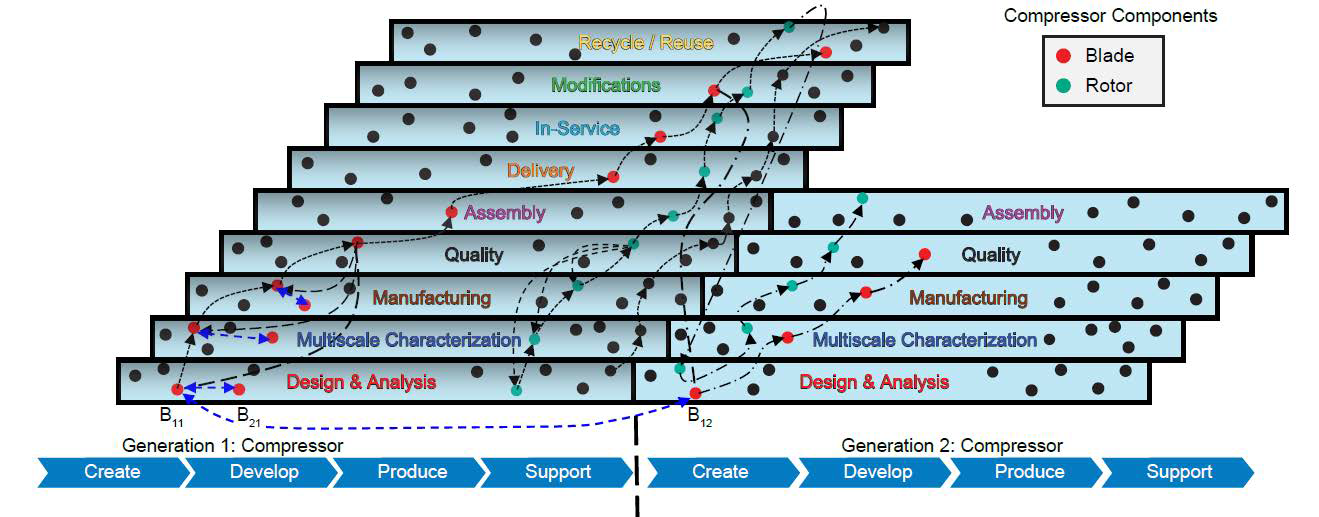 Compressor Components
Blade
Rotor
Recycle / Reuse
Modifications
In-Service
Delivery
Assembly Assembly
Quality Quality
Manufacturing Manufacturing
Multiscale Characterization Multiscale Characterization
Design & Analysis Design & Analysis
B11 B21 B12
Generation 1: Compressor Generation 2: Compressor
Create Develop Produce Support Create Develop Produce Support